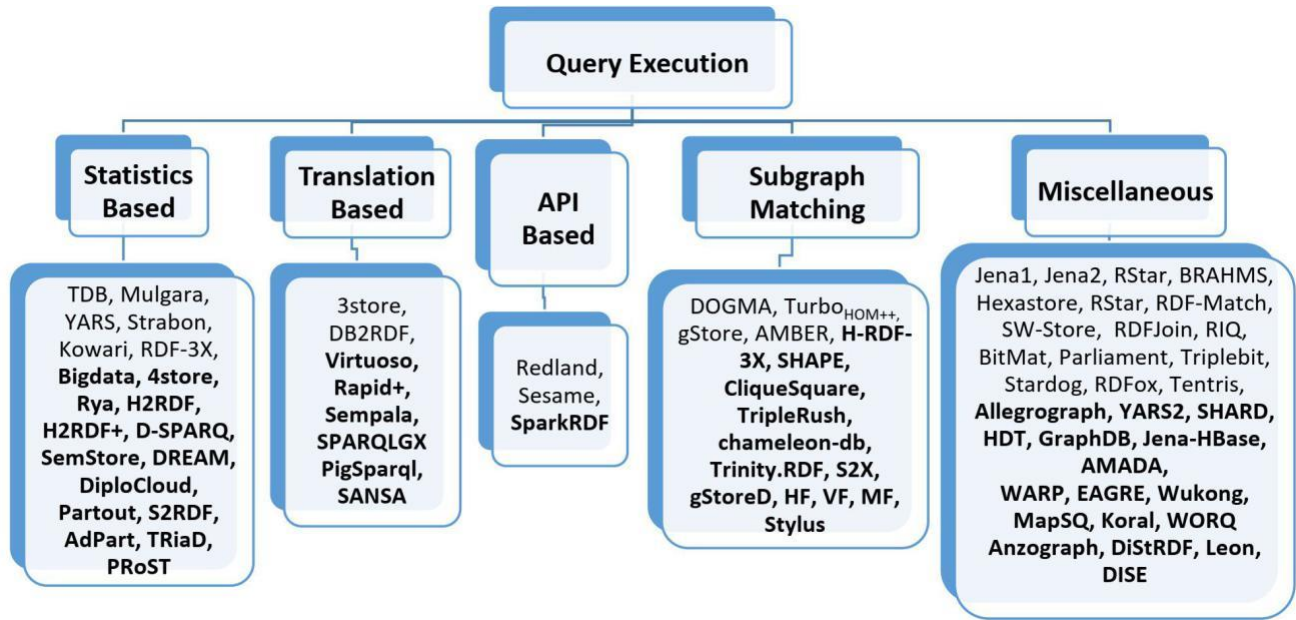 Query Execution
Statistics
Based
Translation
Based
API
Based
Subgraph
Matching
Miscellaneous
TDB, Mulgara,
YARS, Strabon,
Kowari, RDF-3X,
Bigdata, 4store,
Rya, H2RDF,
H2RDF+, D-SPARQ,
SemStore, DREAM,
DiploCloud,
Partout, S2RDF,
AdPart, TRiaD,
PRoST
3store,
DB2RDF,
Virtuoso,
Rapid+,
Sempala,
SPARQLGX
PigSparql,
SANSA
Redland,
Sesame,
SparkRDF
DOGMA, TurboHOM++,
gStore, AMBER, H-RDF-
3X, SHAPE,
CliqueSquare,
TripleRush,
chameleon-db,
Trinity.RDF, S2X,
gStoreD, HF, VF, MF,
Stylus
Jena1, Jena2, RStar, BRAHMS,
Hexastore, RStar, RDF-Match,
SW-Store, RDFJoin, RIQ,
BitMat, Parliament, Triplebit,
Stardog, RDFox, Tentris,
Allegrograph, YARS2, SHARD,
HDT, GraphDB, Jena-HBase,
AMADA,
WARP, EAGRE, Wukong,
MapSQ, Koral, WORQ
Anzograph, DiStRDF, Leon,
DISE